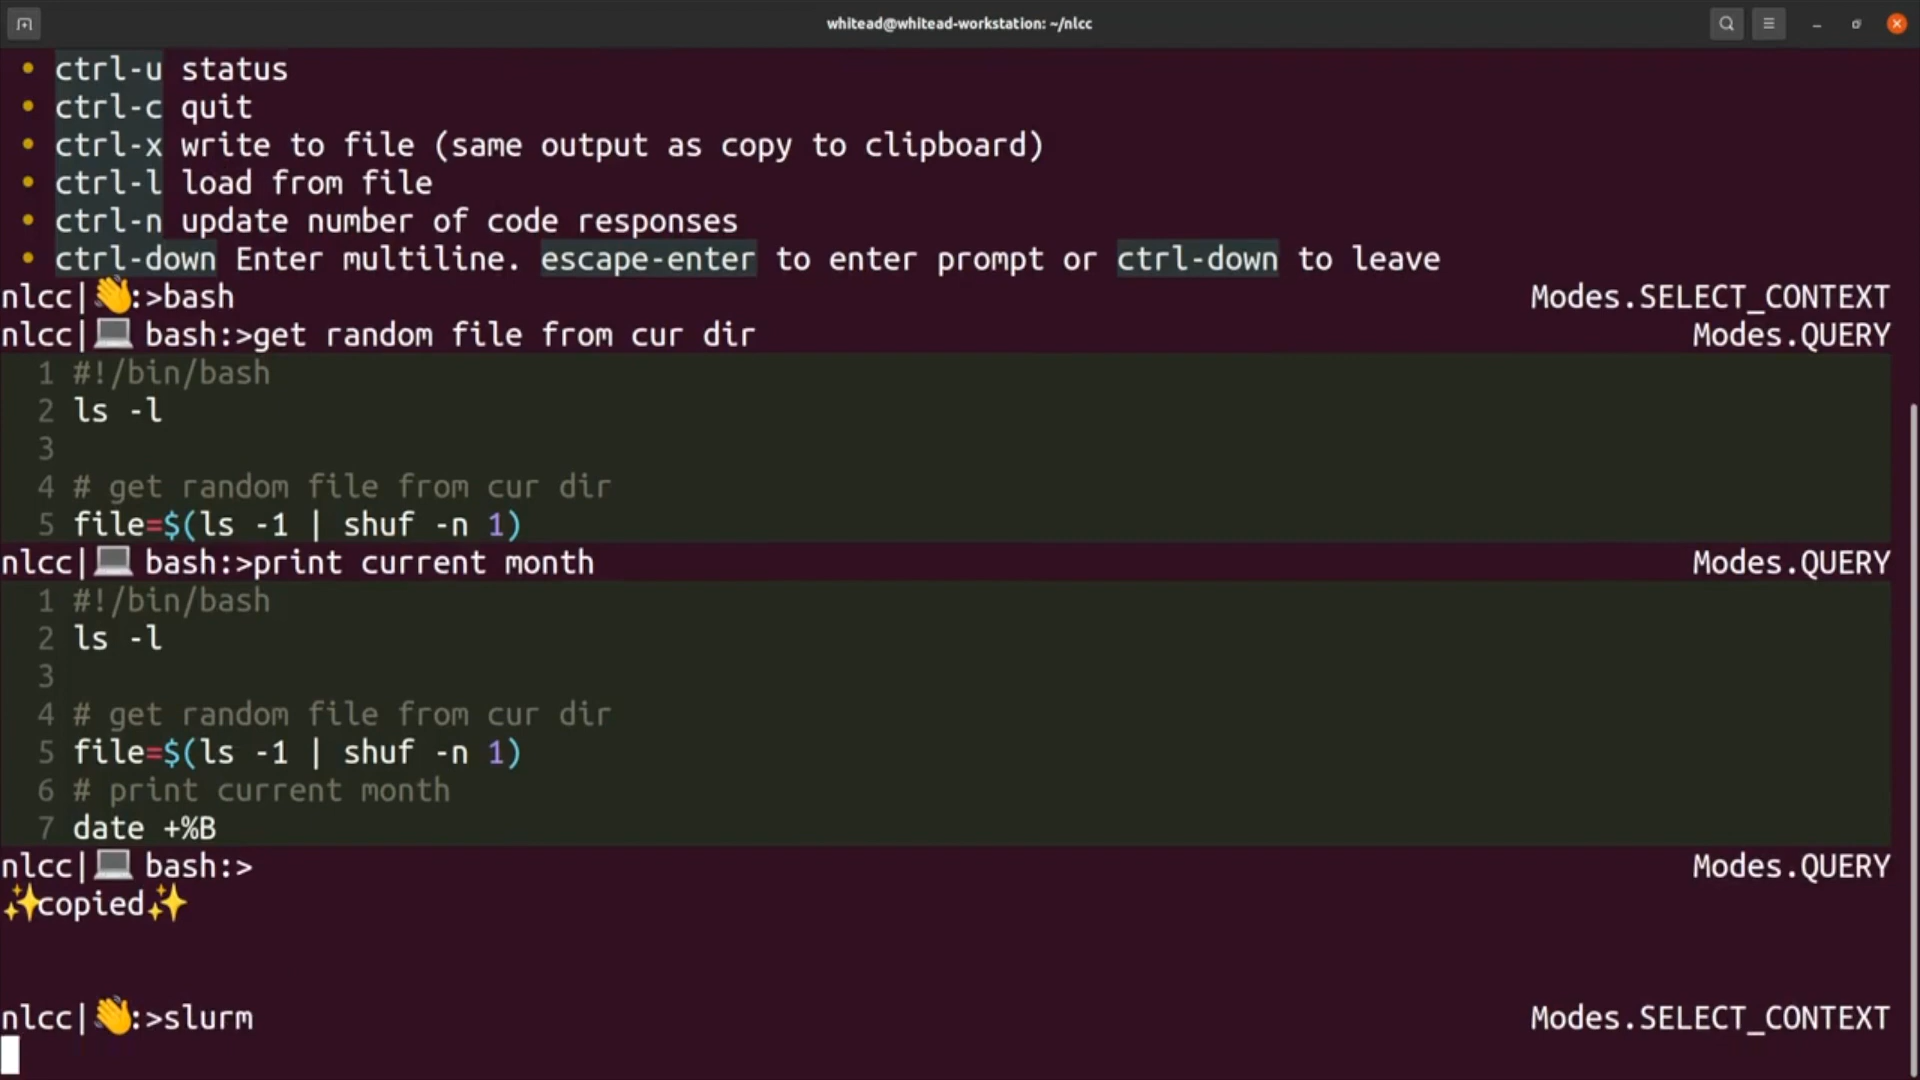 whitead@whitead-workstation: ~/nlcc
• ctrl-u status
• ctrl-c quit
• ctrl-x write to file (same output as copy to clipboard)
• ctrl-l load from file
• ctrl-n update number of code responses
• ctrl-down Enter multiline. escape-enter to enter prompt or ctrl-down to leave
nlcc|👋:>bash Modes.SELECT_CONTEXT
nlcc|💻 bash:>get random file from cur dir Modes.QUERY
1 #!/bin/bash
2 ls -l
3
4 # get random file from cur dir
5 file=$(ls -1 | shuf -n 1)
nlcc|💻 bash:>print current month Modes.QUERY
1 #!/bin/bash
2 ls -l
3
4 # get random file from cur dir
5 file=$(ls -1 | shuf -n 1)
6 # print current month
7 date +%B
nlcc|💻 bash:> Modes.QUERY
✨copied✨
nlcc|👋:>slurm Modes.SELECT_CONTEXT